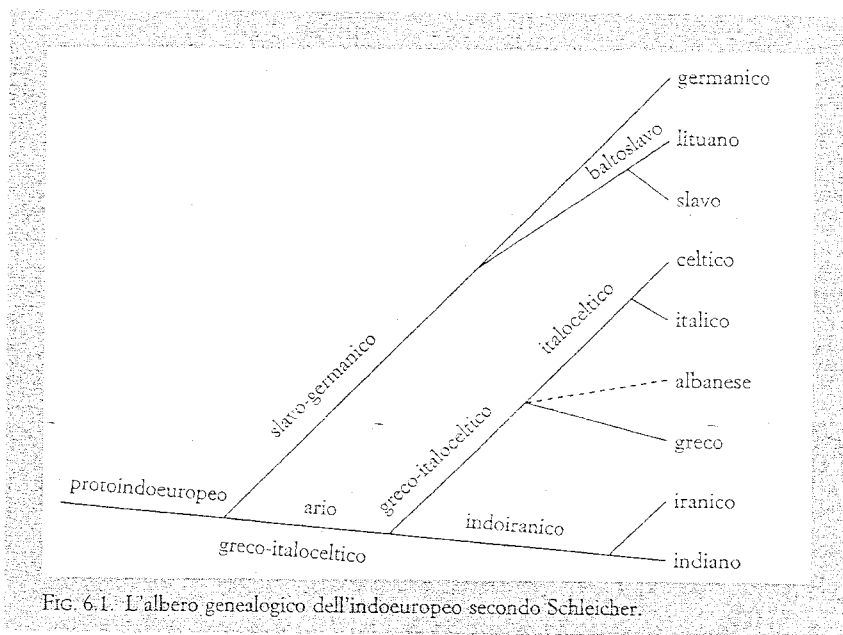 germanico
baltoslavo
lituano
slavo
celtico
italoceltico
italico
slavo-germanico
albanese
greco-italoceltico
greco
protoindoeuropeo
ario
indoiranico
iranico
greco-italoceltico
indiano
FIG. 6.1. L'albero genealogico dell'indoeuropeo secondo Schleicher.